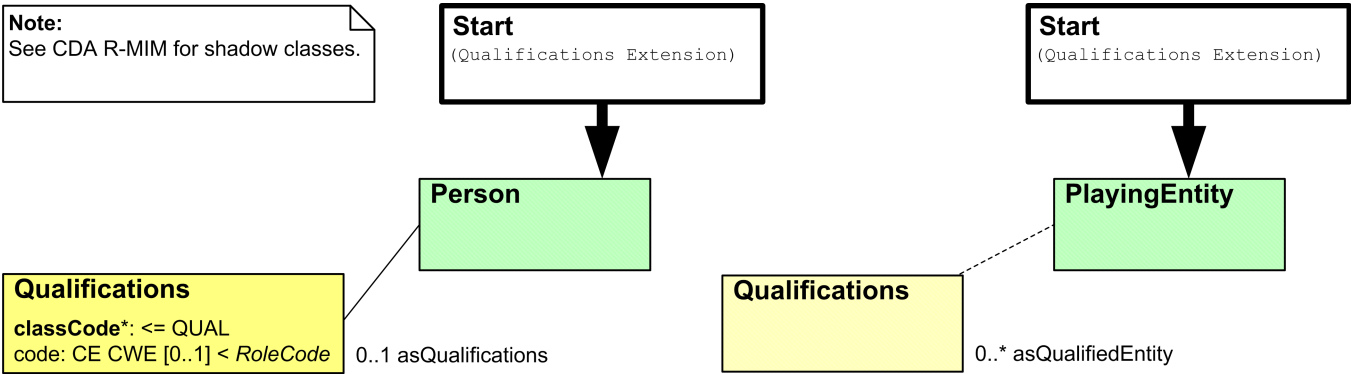 Note:
See CDA R-MIM for shadow classes.
Start
(Qualifications Extension)
Start
(Qualifications Extension)
Person
PlayingEntity
Qualifications
classCode*: <= QUAL
code: CE CWE [0..1] < RoleCode
0..1 asQualifications
Qualifications
0..* asQualifiedEntity